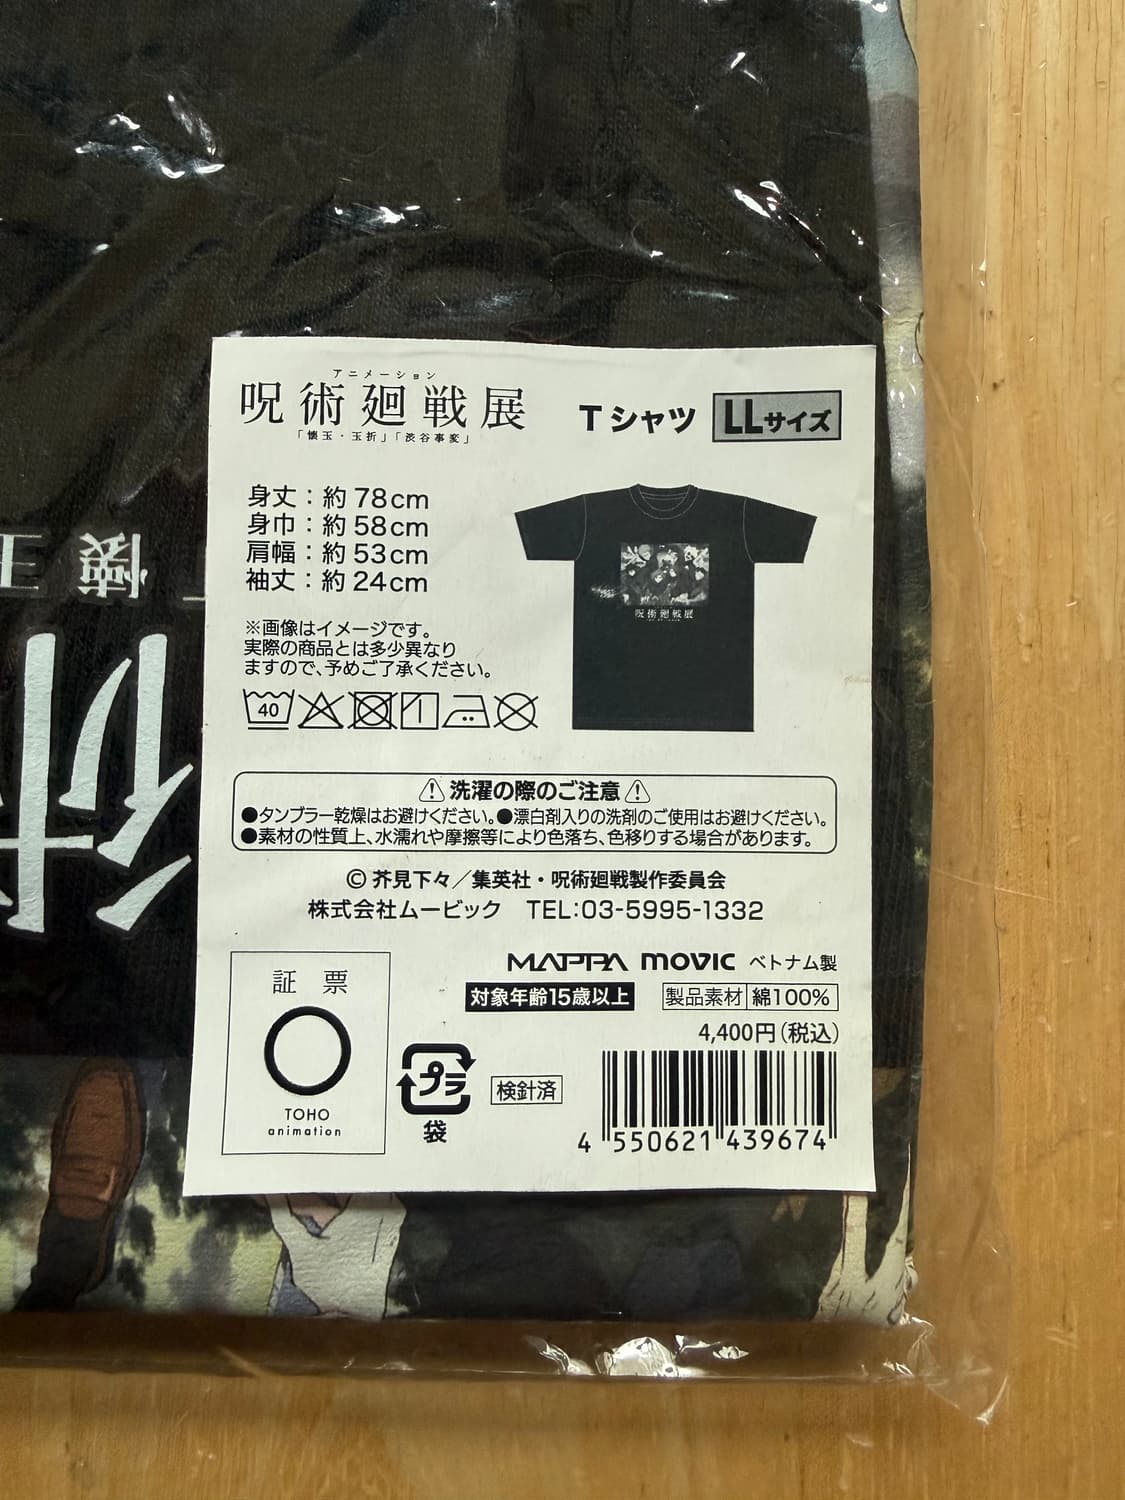 アニメーション
呪術廻戦展
「懐玉・玉折」「渋谷事変」
Tシャツ LLサイズ
身丈：約78cm
身巾：約58cm
肩幅：約53cm
袖丈：約24cm
※画像はイメージです。
実際の商品とは多少異なり
ますので、予めご了承ください。
40
呪術廻戦展
⚠洗濯の際のご注意⚠
●タンブラー乾燥はお避けください。●漂白剤入りの洗剤のご使用はお避けください。
●素材の性質上、水濡れや摩擦等により色落ち、色移りする場合があります。
© 芥見下々／集英社・呪術廻戦製作委員会
株式会社ムービック TEL:03-5995-1332
MAPPA movic ベトナム製
対象年齢15歳以上 製品素材 綿100%
4,400円(税込)
証票
TOHO
animation
プラ
袋
検針済
4 550621 439674
「懐玉
術